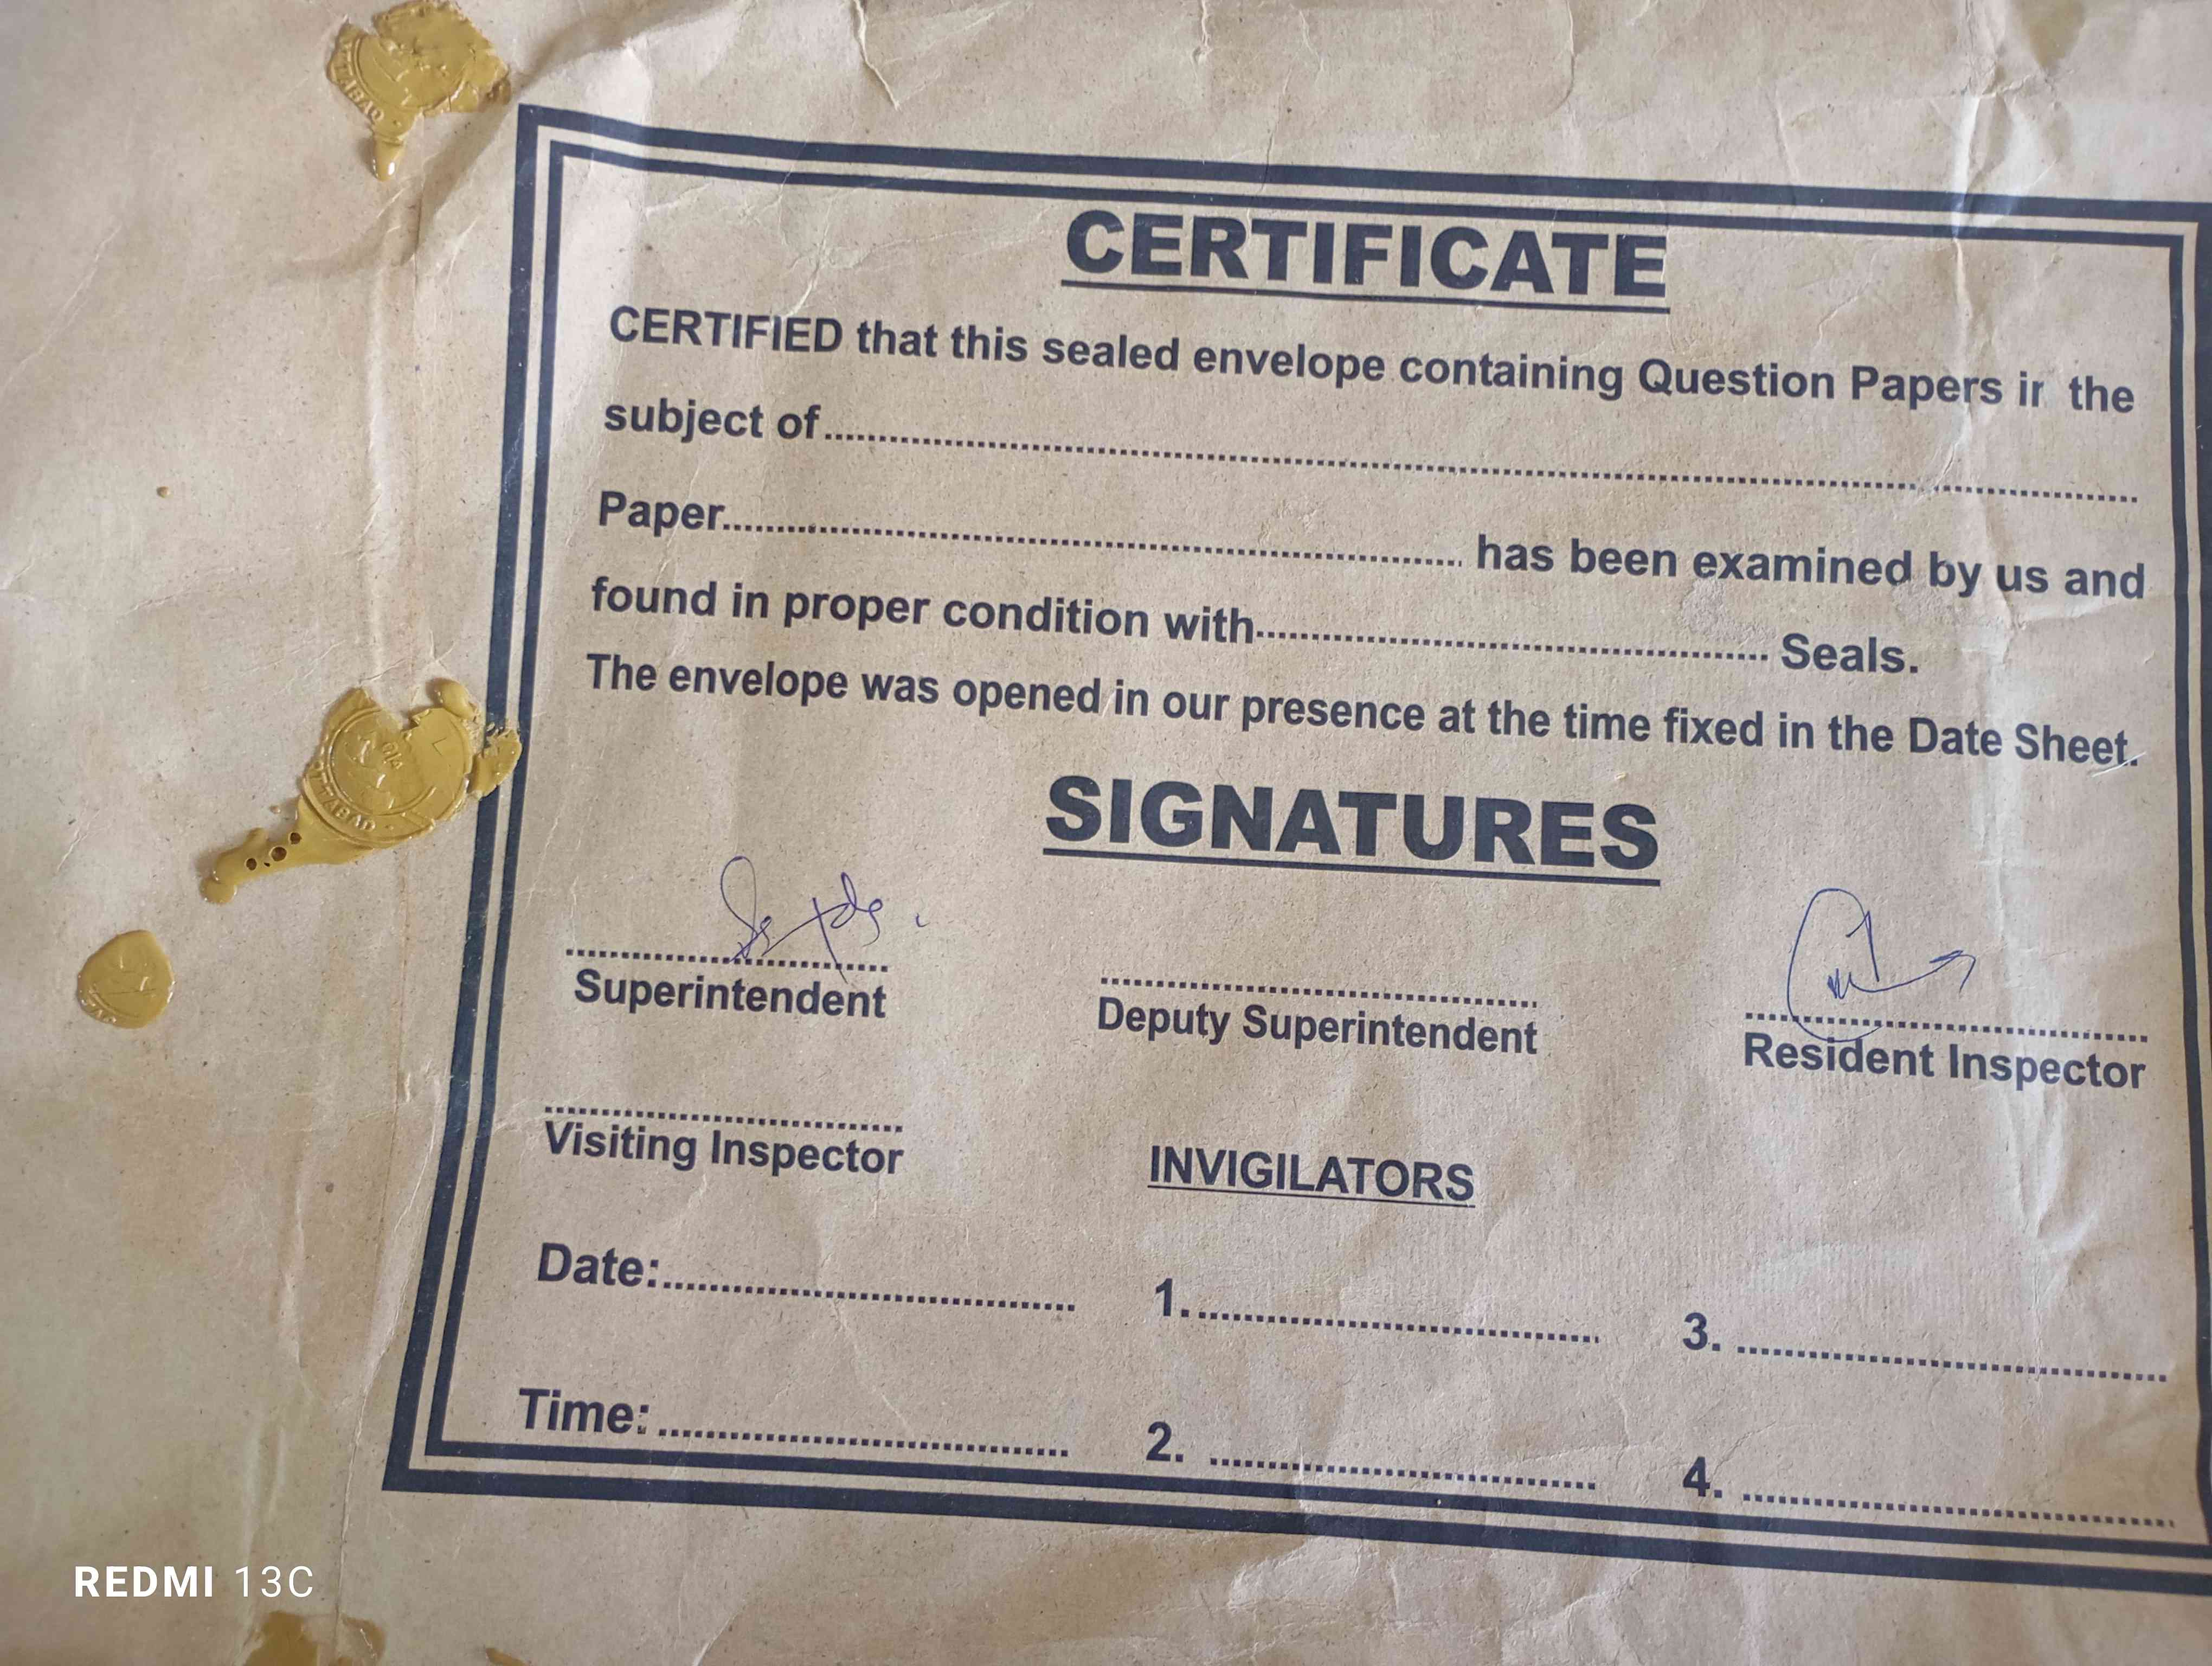 CERTIFICATE
CERTIFIED that this sealed envelope containing Question Papers in the
subject of
Paper has been examined by us and
found in proper condition with Seals.
The envelope was opened in our presence at the time fixed in the Date Sheet.
SIGNATURES
Superintendent Deputy Superintendent Resident Inspector
Visiting Inspector
INVIGILATORS
Date: 1. 3.
Time: 2. 4.
REDMI 13C